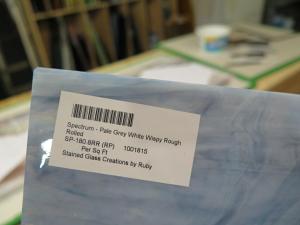 Spectrum - Pale Grey White Wispy Rough
Rolled
SP-180.8RR (RP) 1001815
Per Sq Ft
Stained Glass Creations by Ruby